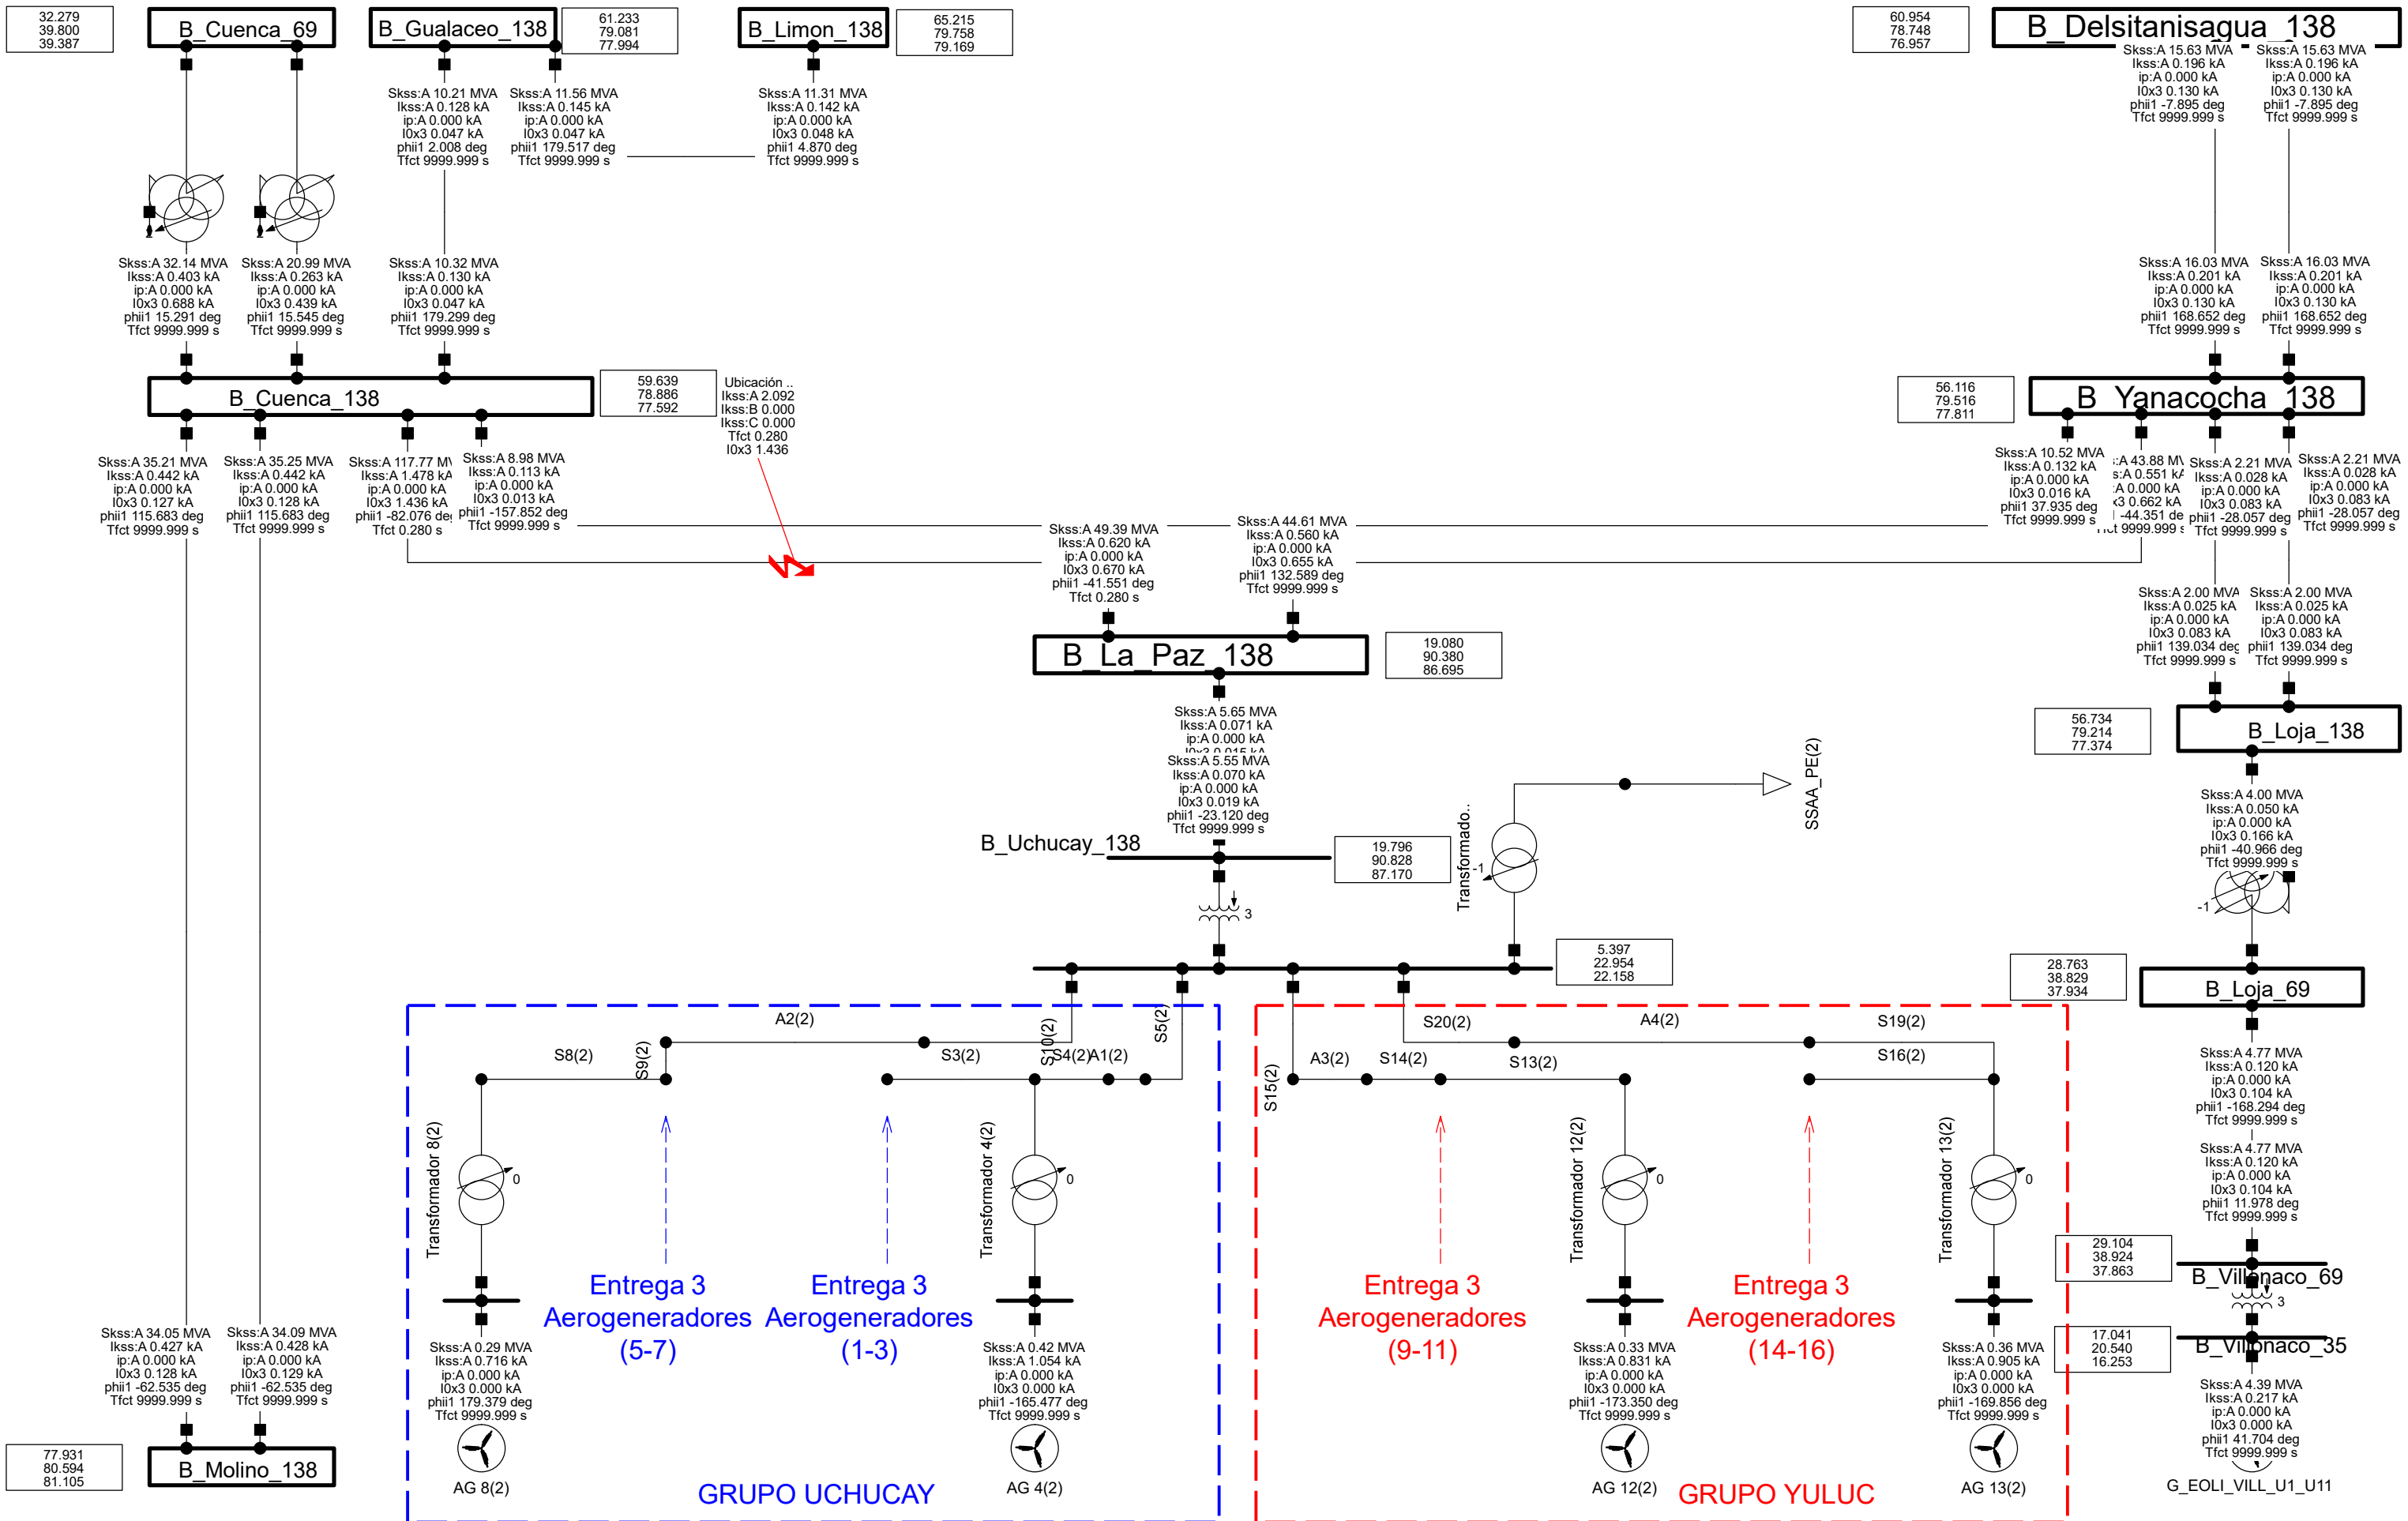 32.279
39.800
39.387
B_Cuenca_69
B_Gualaceo_138
61.233
79.081
77.994
B_Limon_138
65.215
79.758
79.169
60.954
78.748
76.957
B_Delsitanisagua_138
Skss:A 10.21 MVA
Ikss:A 0.128 kA
ip:A 0.000 kA
I0x3 0.047 kA
phii1 2.008 deg
Tfct 9999.999 s
Skss:A 11.56 MVA
Ikss:A 0.145 kA
ip:A 0.000 kA
I0x3 0.047 kA
phii1 179.517 deg
Tfct 9999.999 s
Skss:A 11.31 MVA
Ikss:A 0.142 kA
ip:A 0.000 kA
I0x3 0.048 kA
phii1 4.870 deg
Tfct 9999.999 s
Skss:A 15.63 MVA
Ikss:A 0.196 kA
ip:A 0.000 kA
I0x3 0.130 kA
phii1 -7.895 deg
Tfct 9999.999 s
Skss:A 15.63 MVA
Ikss:A 0.196 kA
ip:A 0.000 kA
I0x3 0.130 kA
phii1 -7.895 deg
Tfct 9999.999 s
Skss:A 32.14 MVA
Ikss:A 0.403 kA
ip:A 0.000 kA
I0x3 0.688 kA
phii1 15.291 deg
Tfct 9999.999 s
Skss:A 20.99 MVA
Ikss:A 0.263 kA
ip:A 0.000 kA
I0x3 0.439 kA
phii1 15.545 deg
Tfct 9999.999 s
Skss:A 10.32 MVA
Ikss:A 0.130 kA
ip:A 0.000 kA
I0x3 0.047 kA
phii1 179.299 deg
Tfct 9999.999 s
Skss:A 16.03 MVA
Ikss:A 0.201 kA
ip:A 0.000 kA
I0x3 0.130 kA
phii1 168.652 deg
Tfct 9999.999 s
Skss:A 16.03 MVA
Ikss:A 0.201 kA
ip:A 0.000 kA
I0x3 0.130 kA
phii1 168.652 deg
Tfct 9999.999 s
B_Cuenca_138
59.639
78.886
77.592
Ubicación ..
Ikss:A 2.092
Ikss:B 0.000
Ikss:C 0.000
Tfct 0.280
I0x3 1.436
56.116
79.516
77.811
B_Yanacocha_138
Skss:A 35.21 MVA
Ikss:A 0.442 kA
ip:A 0.000 kA
I0x3 0.127 kA
phii1 115.683 deg
Tfct 9999.999 s
Skss:A 35.25 MVA
Ikss:A 0.442 kA
ip:A 0.000 kA
I0x3 0.128 kA
phii1 115.683 deg
Tfct 9999.999 s
Skss:A 117.77 MV
Ikss:A 1.478 kA
ip:A 0.000 kA
I0x3 1.436 kA
phii1 -82.076 deg
Tfct 0.280 s
Skss:A 8.98 MVA
Ikss:A 0.113 kA
ip:A 0.000 kA
I0x3 0.013 kA
phii1 -157.852 deg
Tfct 9999.999 s
Skss:A 10.52 MVA
Ikss:A 0.132 kA
ip:A 0.000 kA
I0x3 0.016 kA
phii1 37.935 deg
Tfct 9999.999 s
:A 43.88 MV
s:A 0.551 kA
:A 0.000 kA
x3 0.662 kA
-44.351 de
9999.999 s
Skss:A 2.21 MVA
Ikss:A 0.028 kA
ip:A 0.000 kA
I0x3 0.083 kA
phii1 -28.057 deg
Tfct 9999.999 s
Skss:A 2.21 MVA
Ikss:A 0.028 kA
ip:A 0.000 kA
I0x3 0.083 kA
phii1 -28.057 deg
Tfct 9999.999 s
Skss:A 49.39 MVA
Ikss:A 0.620 kA
ip:A 0.000 kA
I0x3 0.670 kA
phii1 -41.551 deg
Tfct 0.280 s
Skss:A 44.61 MVA
Ikss:A 0.560 kA
ip:A 0.000 kA
I0x3 0.655 kA
phii1 132.589 deg
Tfct 9999.999 s
Skss:A 2.00 MVA
Ikss:A 0.025 kA
ip:A 0.000 kA
I0x3 0.083 kA
phii1 139.034 deg
Tfct 9999.999 s
Skss:A 2.00 MVA
Ikss:A 0.025 kA
ip:A 0.000 kA
I0x3 0.083 kA
phii1 139.034 deg
Tfct 9999.999 s
B_La_Paz_138
19.080
90.380
86.695
Skss:A 5.65 MVA
Ikss:A 0.071 kA
ip:A 0.000 kA
I0x3 0.015 kA
Skss:A 5.55 MVA
Ikss:A 0.070 kA
ip:A 0.000 kA
I0x3 0.019 kA
phii1 -23.120 deg
Tfct 9999.999 s
56.734
79.214
77.374
B_Loja_138
B_Uchucay_138
19.796
90.828
87.170
Transformado..
-1
SSAA_PE(2)
3
Skss:A 4.00 MVA
Ikss:A 0.050 kA
ip:A 0.000 kA
I0x3 0.166 kA
phii1 -40.966 deg
Tfct 9999.999 s
-1
5.397
22.954
22.158
28.763
38.829
37.934
B_Loja_69
A2(2)
S8(2)
S9(2)
S3(2)
S10(2)
S4(2)
A1(2)
S5(2)
S15(2)
A3(2)
S14(2)
S20(2)
S13(2)
A4(2)
S19(2)
S16(2)
Skss:A 4.77 MVA
Ikss:A 0.120 kA
ip:A 0.000 kA
I0x3 0.104 kA
phii1 -168.294 deg
Tfct 9999.999 s
Skss:A 4.77 MVA
Ikss:A 0.120 kA
ip:A 0.000 kA
I0x3 0.104 kA
phii1 11.978 deg
Tfct 9999.999 s
Transformador 8(2)
0
Transformador 4(2)
0
Transformador 12(2)
0
Transformador 13(2)
0
Entrega 3
Aerogeneradores
(5-7)
Entrega 3
Aerogeneradores
(1-3)
Entrega 3
Aerogeneradores
(9-11)
Entrega 3
Aerogeneradores
(14-16)
29.104
38.924
37.863
B_Villonaco_69
3
17.041
20.540
16.253
B_Villonaco_35
Skss:A 34.05 MVA
Ikss:A 0.427 kA
ip:A 0.000 kA
I0x3 0.128 kA
phii1 -62.535 deg
Tfct 9999.999 s
Skss:A 34.09 MVA
Ikss:A 0.428 kA
ip:A 0.000 kA
I0x3 0.129 kA
phii1 -62.535 deg
Tfct 9999.999 s
Skss:A 0.29 MVA
Ikss:A 0.716 kA
ip:A 0.000 kA
I0x3 0.000 kA
phii1 179.379 deg
Tfct 9999.999 s
Skss:A 0.42 MVA
Ikss:A 1.054 kA
ip:A 0.000 kA
I0x3 0.000 kA
phii1 -165.477 deg
Tfct 9999.999 s
Skss:A 0.33 MVA
Ikss:A 0.831 kA
ip:A 0.000 kA
I0x3 0.000 kA
phii1 -173.350 deg
Tfct 9999.999 s
Skss:A 0.36 MVA
Ikss:A 0.905 kA
ip:A 0.000 kA
I0x3 0.000 kA
phii1 -169.856 deg
Tfct 9999.999 s
Skss:A 4.39 MVA
Ikss:A 0.217 kA
ip:A 0.000 kA
I0x3 0.000 kA
phii1 41.704 deg
Tfct 9999.999 s
77.931
80.594
81.105
B_Molino_138
AG 8(2)
GRUPO UCHUCAY
AG 4(2)
AG 12(2)
GRUPO YULUC
AG 13(2)
G_EOLI_VILL_U1_U11